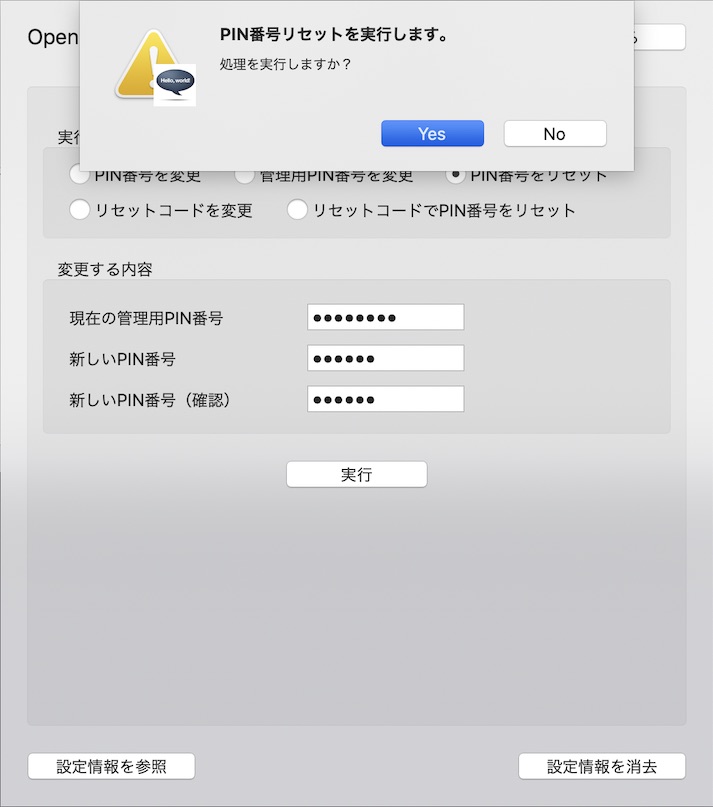 PIN番号リセットを実行します。
処理を実行しますか？
Hello, world!
Yes
No
Open
PIN番号を変更
管理用PIN番号を変更
PIN番号をリセット
リセットコードを変更
リセットコードでPIN番号をリセット
変更する内容
現在の管理用PIN番号
新しいPIN番号
新しいPIN番号（確認）
実行
設定情報を参照
設定情報を消去